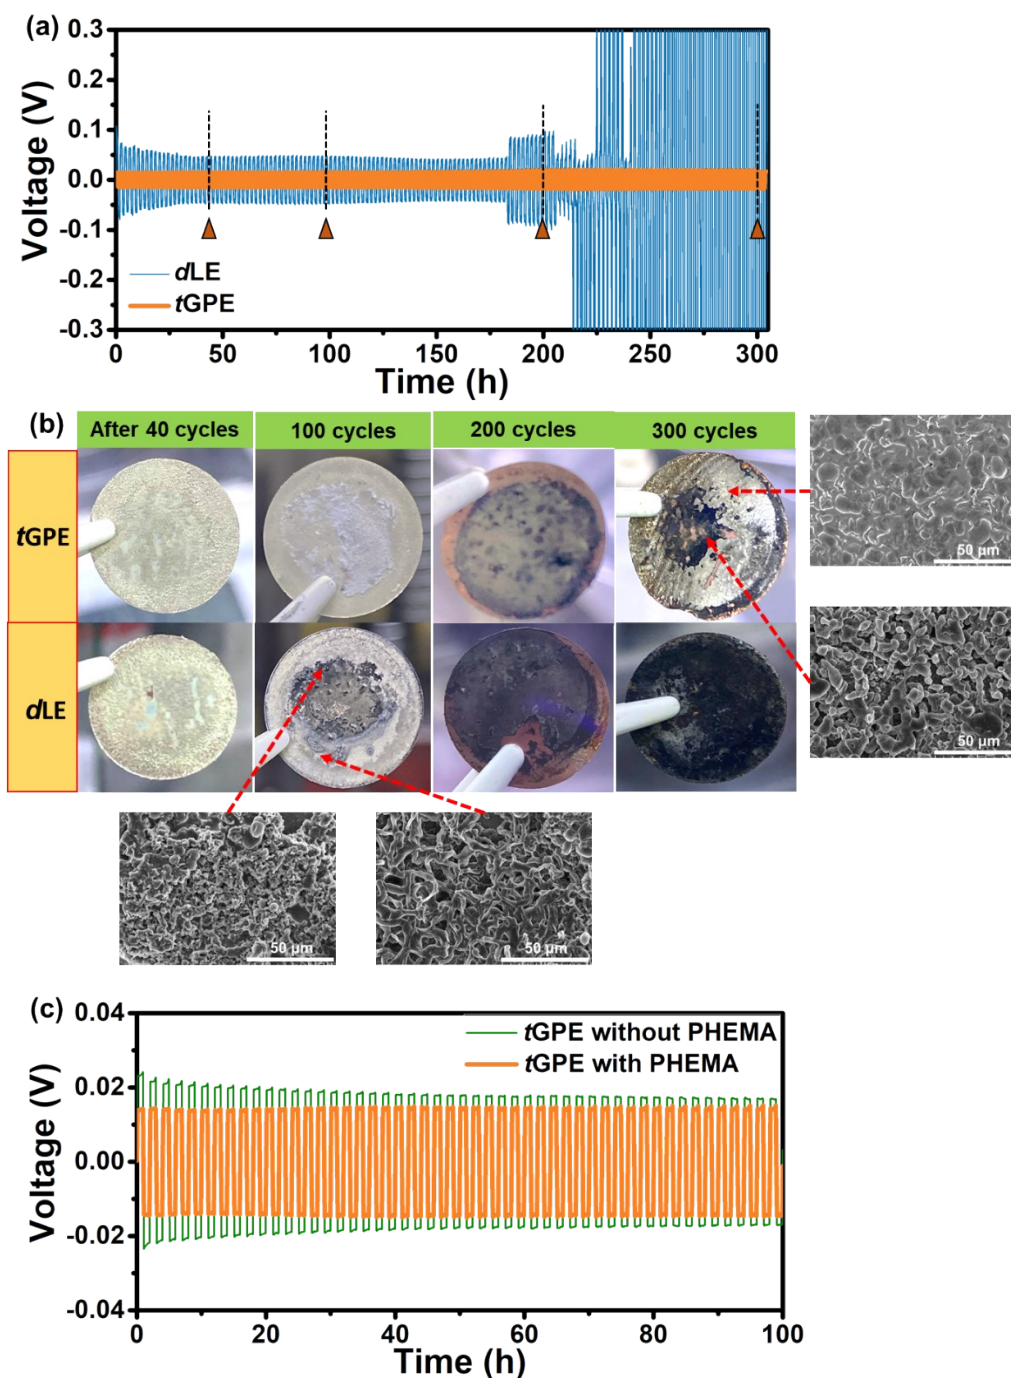 (a)
0.3
0.2
0.1
0.0
-0.1
-0.2
-0.3
Voltage (V)
dLE
tGPE
0 50 100 150 200 250 300
Time (h)
(b)
After 40 cycles 100 cycles 200 cycles 300 cycles
tGPE
dLE
50 µm
50 µm
50 µm
50 µm
(c)
0.04
0.02
0.00
-0.02
-0.04
Voltage (V)
tGPE without PHEMA
tGPE with PHEMA
0 20 40 60 80 100
Time (h)